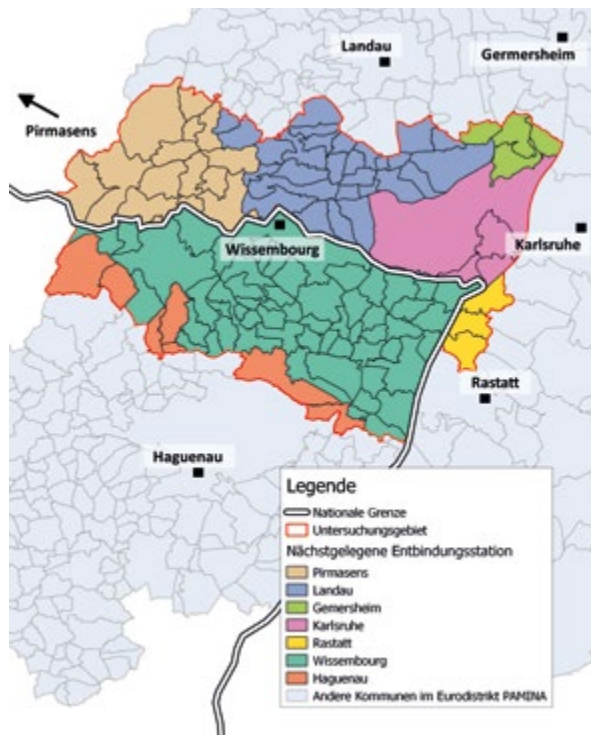 Landau
Germersheim
Pirmasens
Wissembourg
Karlsruhe
Rastatt
Haguenau
Legende
Nationale Grenze
Untersuchungsgebiet
Nächstgelegene Entbindungsstation
Pirmasens
Landau
Gemersheim
Karlsruhe
Rastatt
Wissembourg
Haguenau
Andere Kommunen im Eurodistrikt PAMINA